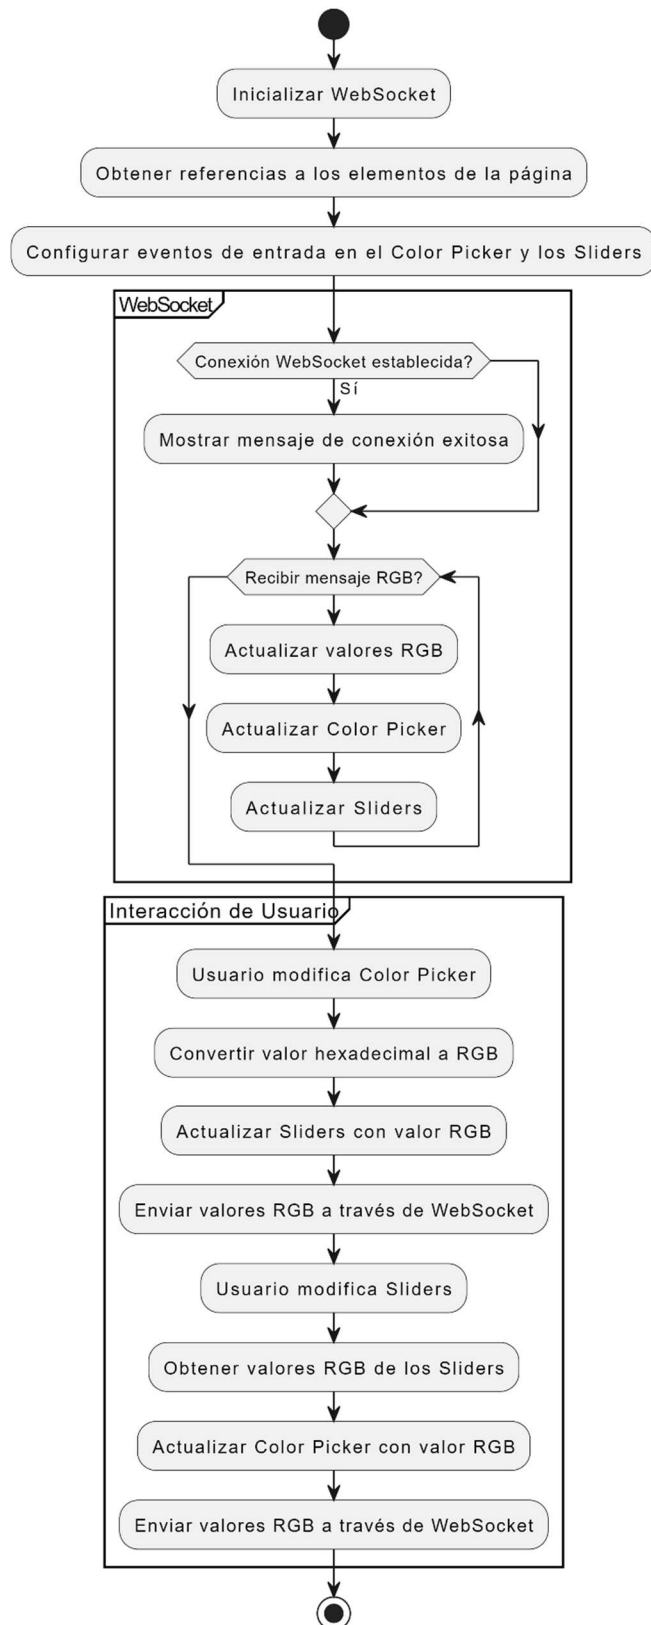 Inicializar WebSocket
Obtener referencias a los elementos de la página
Configurar eventos de entrada en el Color Picker y los Sliders
WebSocket
Conexión WebSocket establecida?
Sí
Mostrar mensaje de conexión exitosa
Recibir mensaje RGB?
Actualizar valores RGB
Actualizar Color Picker
Actualizar Sliders
Interacción de Usuario
Usuario modifica Color Picker
Convertir valor hexadecimal a RGB
Actualizar Sliders con valor RGB
Enviar valores RGB a través de WebSocket
Usuario modifica Sliders
Obtener valores RGB de los Sliders
Actualizar Color Picker con valor RGB
Enviar valores RGB a través de WebSocket